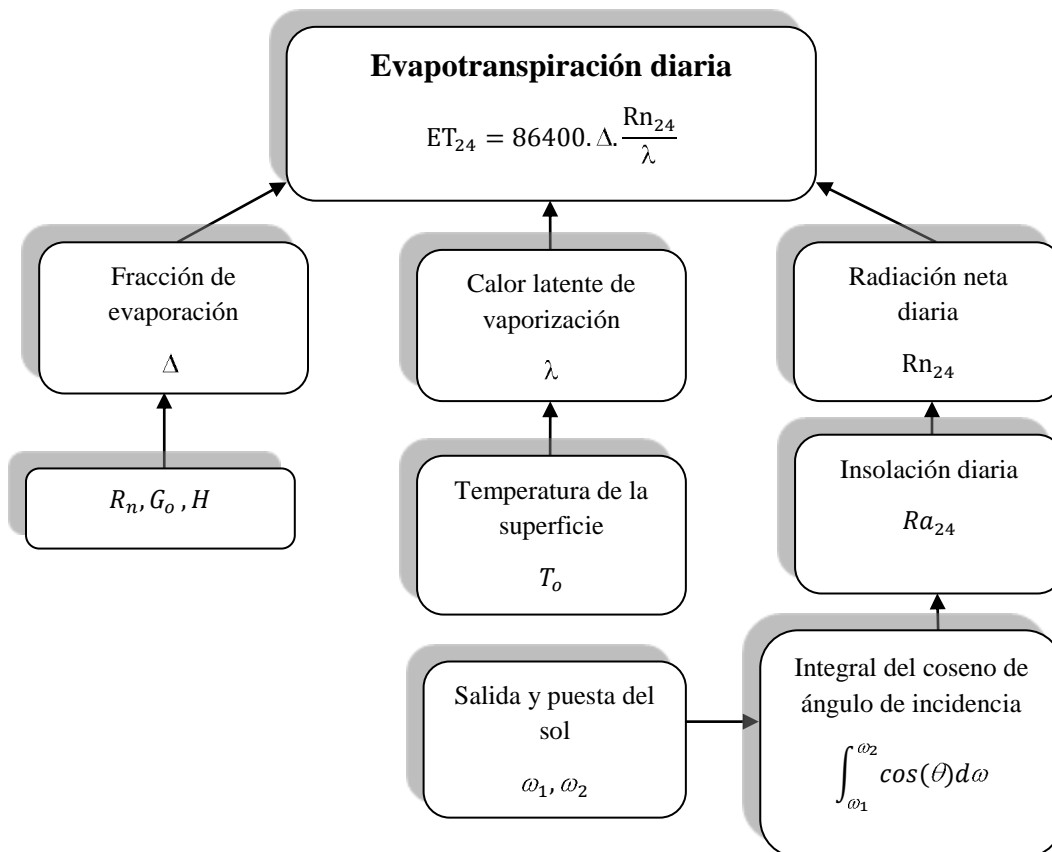 Evapotranspiración diaria
ET₂₄ = 86400. Δ. Rn₂₄/λ
Fracción de
evaporación
Δ
Calor latente de
vaporización
λ
Radiación neta
diaria
Rn₂₄
Rₙ, Gₒ , H
Temperatura de la
superficie
Tₒ
Insolación diaria
Ra₂₄
Salida y puesta del
sol
ω₁, ω₂
Integral del coseno de
ángulo de incidencia
∫_{ω₁}^{ω₂} cos(θ)dω